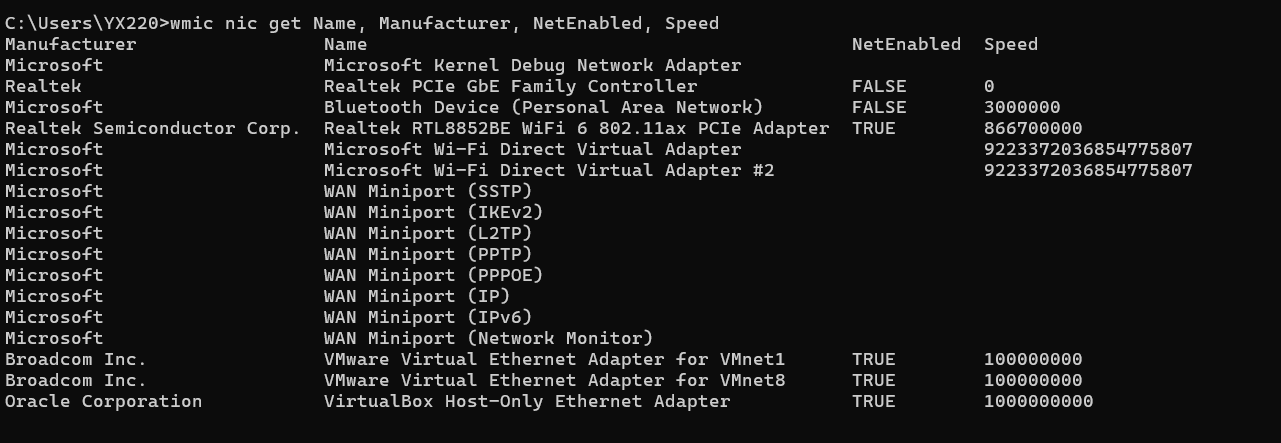 C:\Users\YX220>wmic nic get Name, Manufacturer, NetEnabled, Speed
Manufacturer                 Name                                            NetEnabled  Speed
Microsoft                    Microsoft Kernel Debug Network Adapter
Realtek                      Realtek PCIe GbE Family Controller              FALSE       0
Microsoft                    Bluetooth Device (Personal Area Network)        FALSE       3000000
Realtek Semiconductor Corp.  Realtek RTL8852BE WiFi 6 802.11ax PCIe Adapter  TRUE        866700000
Microsoft                    Microsoft Wi-Fi Direct Virtual Adapter                      9223372036854775807
Microsoft                    Microsoft Wi-Fi Direct Virtual Adapter #2                   9223372036854775807
Microsoft                    WAN Miniport (SSTP)
Microsoft                    WAN Miniport (IKEv2)
Microsoft                    WAN Miniport (L2TP)
Microsoft                    WAN Miniport (PPTP)
Microsoft                    WAN Miniport (PPPOE)
Microsoft                    WAN Miniport (IP)
Microsoft                    WAN Miniport (IPv6)
Microsoft                    WAN Miniport (Network Monitor)
Broadcom Inc.                VMware Virtual Ethernet Adapter for VMnet1      TRUE        100000000
Broadcom Inc.                VMware Virtual Ethernet Adapter for VMnet8      TRUE        100000000
Oracle Corporation           VirtualBox Host-Only Ethernet Adapter           TRUE        1000000000